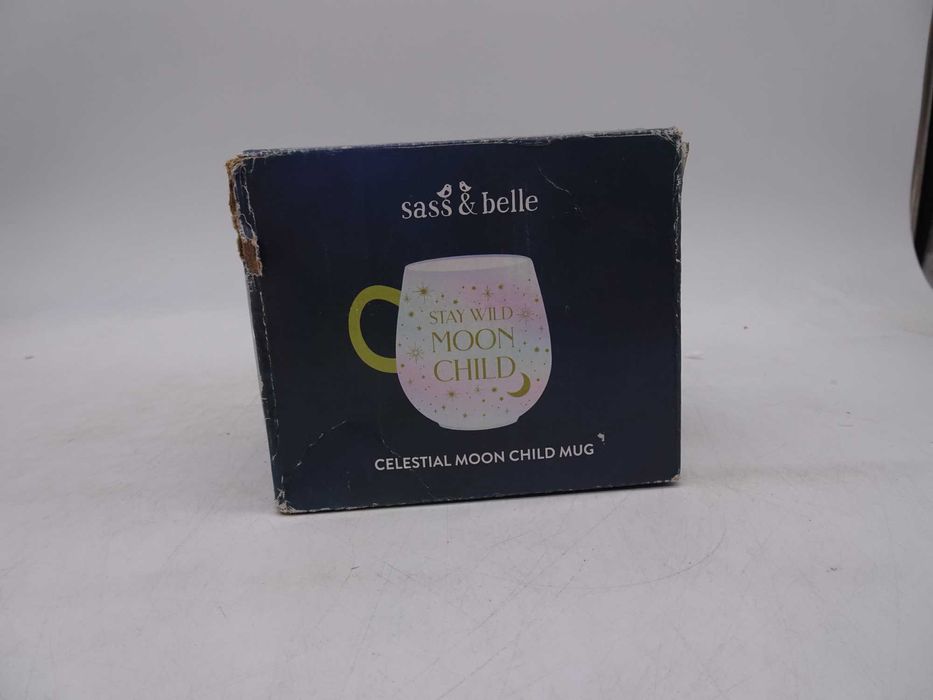 sass & belle
STAY WILD
MOON
CHILD
CELESTIAL MOON CHILD MUG